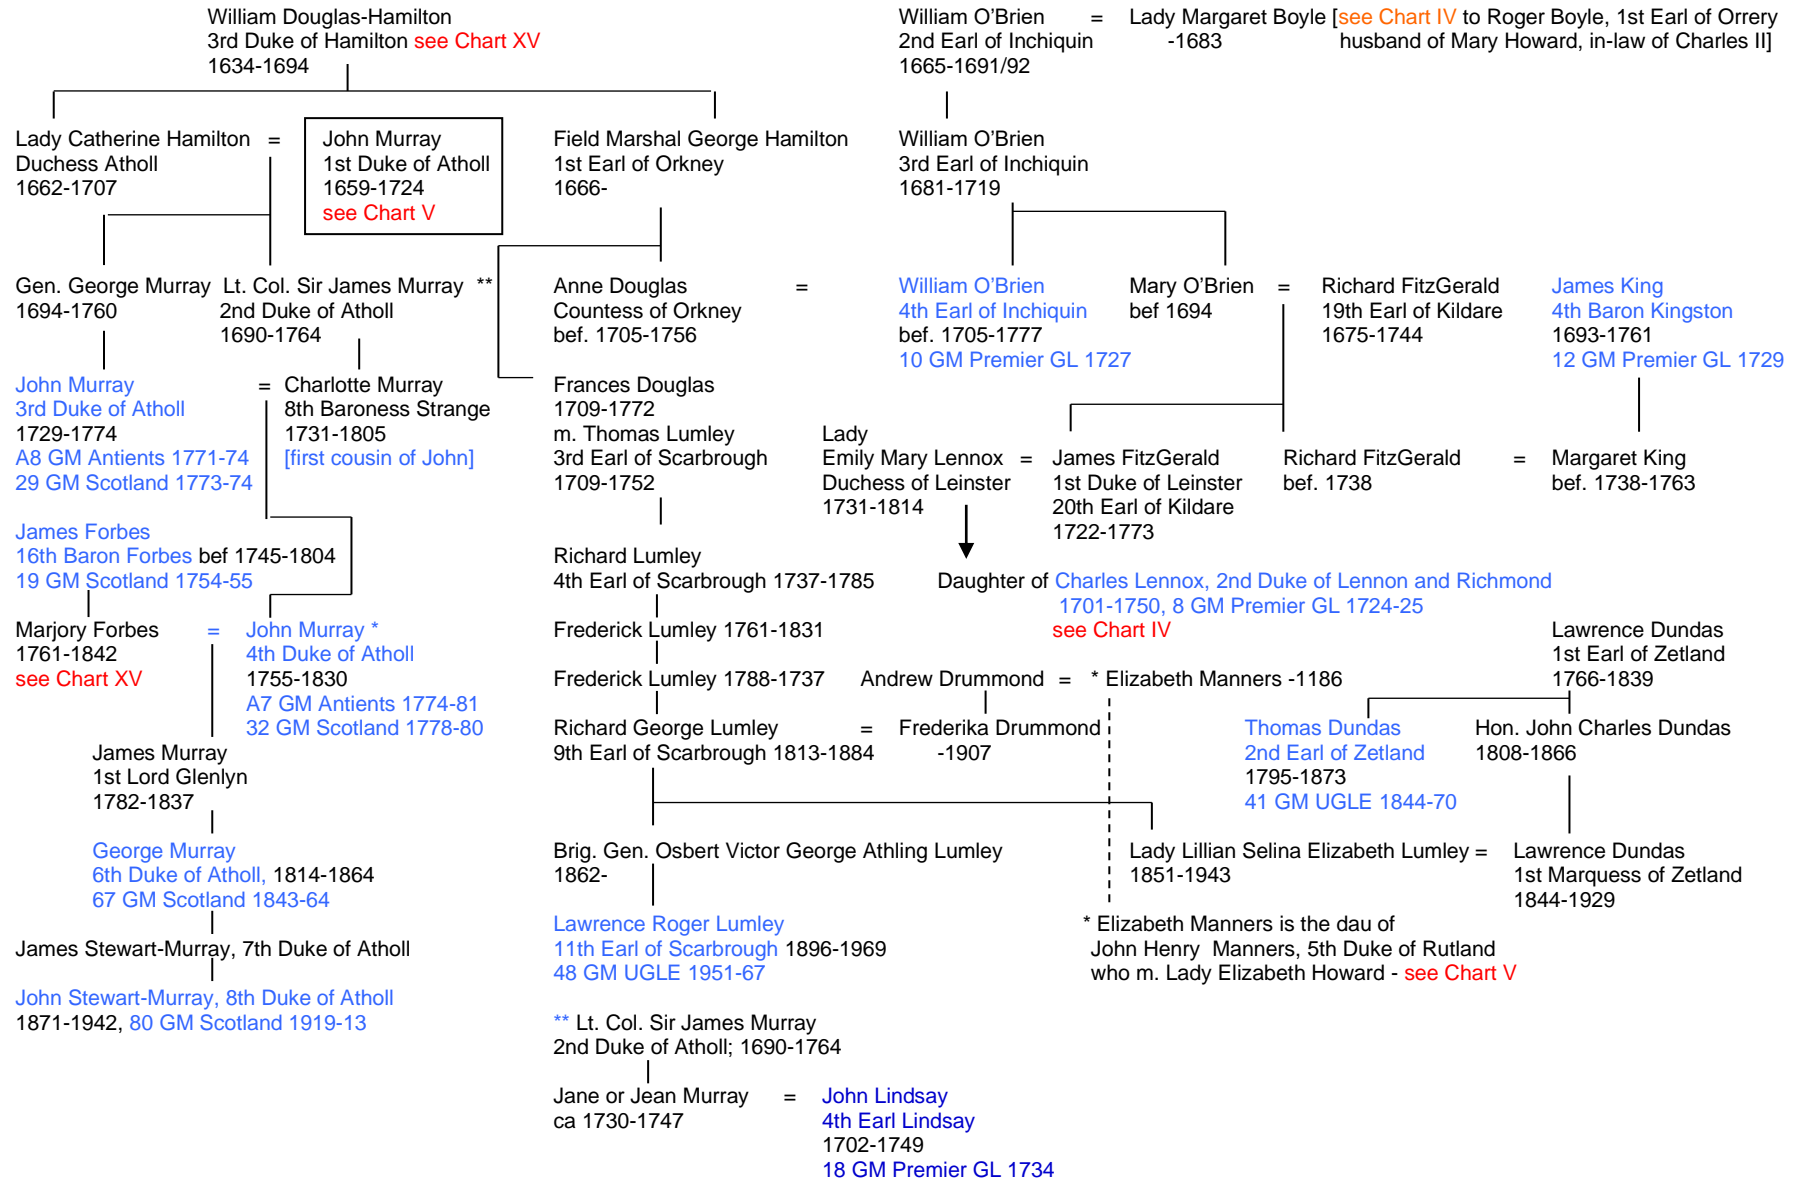 William Douglas-Hamilton
3rd Duke of Hamilton see Chart XV
1634-1694
William O'Brien = Lady Margaret Boyle [see Chart IV to Roger Boyle, 1st Earl of Orrery
2nd Earl of Inchiquin -1683 husband of Mary Howard, in-law of Charles II]
1665-1691/92
Lady Catherine Hamilton =
Duchess Atholl
1662-1707
John Murray
1st Duke of Atholl
1659-1724
see Chart V
Field Marshal George Hamilton
1st Earl of Orkney
1666-
William O'Brien
3rd Earl of Inchiquin
1681-1719
Gen. George Murray
1694-1760
Lt. Col. Sir James Murray **
2nd Duke of Atholl
1690-1764
Anne Douglas =
Countess of Orkney
bef. 1705-1756
William O'Brien
4th Earl of Inchiquin
bef. 1705-1777
10 GM Premier GL 1727
Mary O'Brien =
bef 1694
Richard FitzGerald
19th Earl of Kildare
1675-1744
James King
4th Baron Kingston
1693-1761
12 GM Premier GL 1729
John Murray =
3rd Duke of Atholl
1729-1774
A8 GM Antients 1771-74
29 GM Scotland 1773-74
Charlotte Murray
8th Baroness Strange
1731-1805
[first cousin of John]
Frances Douglas
1709-1772
m. Thomas Lumley
3rd Earl of Scarbrough
1709-1752
Lady
Emily Mary Lennox =
Duchess of Leinster
1731-1814
James FitzGerald
1st Duke of Leinster
20th Earl of Kildare
1722-1773
Richard FitzGerald =
bef. 1738
Margaret King
bef. 1738-1763
James Forbes
16th Baron Forbes bef 1745-1804
19 GM Scotland 1754-55
Richard Lumley
4th Earl of Scarbrough 1737-1785
Daughter of Charles Lennox, 2nd Duke of Lennon and Richmond
1701-1750, 8 GM Premier GL 1724-25
see Chart IV
Marjory Forbes =
1761-1842
see Chart XV
John Murray *
4th Duke of Atholl
1755-1830
A7 GM Antients 1774-81
32 GM Scotland 1778-80
Frederick Lumley 1761-1831
Lawrence Dundas
1st Earl of Zetland
1766-1839
Frederick Lumley 1788-1737
Andrew Drummond = * Elizabeth Manners -1186
Richard George Lumley =
9th Earl of Scarbrough 1813-1884
Frederika Drummond
-1907
Thomas Dundas
2nd Earl of Zetland
1795-1873
41 GM UGLE 1844-70
Hon. John Charles Dundas
1808-1866
James Murray
1st Lord Glenlyn
1782-1837
George Murray
6th Duke of Atholl, 1814-1864
67 GM Scotland 1843-64
Brig. Gen. Osbert Victor George Athling Lumley
1862-
Lady Lillian Selina Elizabeth Lumley =
1851-1943
Lawrence Dundas
1st Marquess of Zetland
1844-1929
James Stewart-Murray, 7th Duke of Atholl
Lawrence Roger Lumley
11th Earl of Scarbrough 1896-1969
48 GM UGLE 1951-67
* Elizabeth Manners is the dau of
John Henry Manners, 5th Duke of Rutland
who m. Lady Elizabeth Howard - see Chart V
John Stewart-Murray, 8th Duke of Atholl
1871-1942, 80 GM Scotland 1919-13
** Lt. Col. Sir James Murray
2nd Duke of Atholl; 1690-1764
Jane or Jean Murray =
ca 1730-1747
John Lindsay
4th Earl Lindsay
1702-1749
18 GM Premier GL 1734